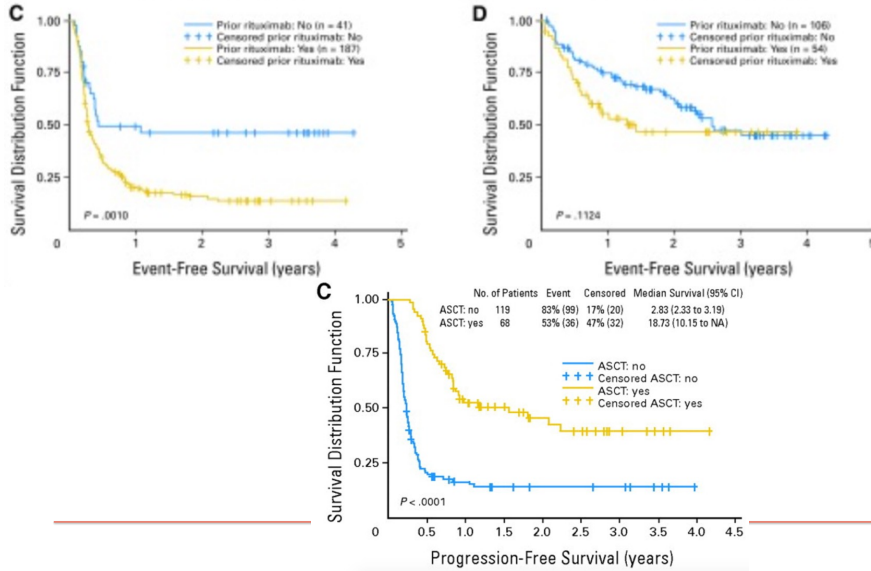 C
1.00
0.75
0.50
0.25
Survival Distribution Function
Prior rituximab: No (n = 41)
Censored prior rituximab: No
Prior rituximab: Yes (n = 187)
Censored prior rituximab: Yes
P = .0010
0 1 2 3 4 5
Event-Free Survival (years)
D
1.00
0.75
0.50
0.25
Survival Distribution Function
Prior rituximab: No (n = 106)
Censored prior rituximab: No
Prior rituximab: Yes (n = 54)
Censored prior rituximab: Yes
P = .1124
0 1 2 3 4 5
Event-Free Survival (years)
C
No. of Patients Event Censored Median Survival (95% CI)
ASCT: no 119 83% (99) 17% (20) 2.83 (2.33 to 3.19)
ASCT: yes 68 53% (36) 47% (32) 18.73 (10.15 to NA)
1.00
0.75
0.50
0.25
Survival Distribution Function
ASCT: no
Censored ASCT: no
ASCT: yes
Censored ASCT: yes
P < .0001
0 0.5 1.0 1.5 2.0 2.5 3.0 3.5 4.0 4.5
Progression-Free Survival (years)